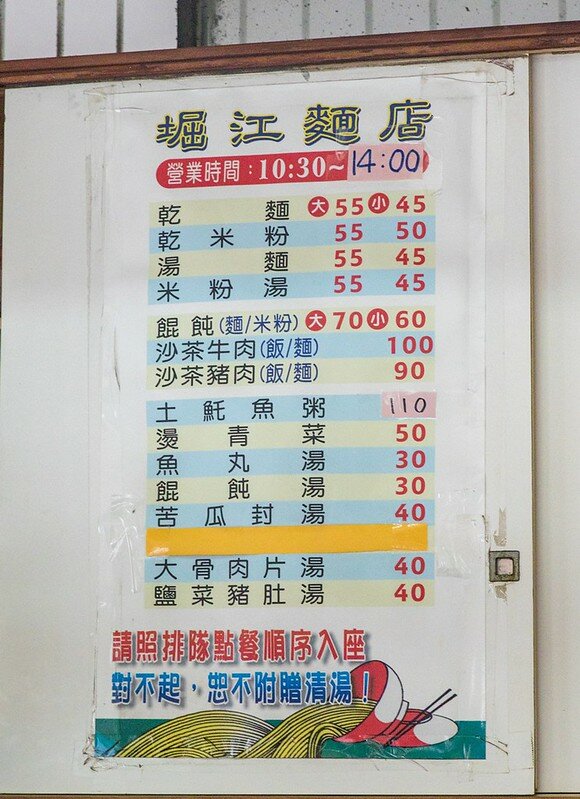 堀江麵店
營業時間：10:30~14:00
乾麵 大 55 小 45
乾米粉 55 50
湯麵 55 45
米粉湯 55 45
餛飩(麵/米粉) 大 70 小 60
沙茶牛肉(飯/麵) 100
沙茶豬肉(飯/麵) 90
土魠魚粥 110
燙青菜 50
魚丸湯 30
餛飩湯 30
苦瓜封湯 40
大骨肉片湯 40
鹽菜豬肚湯 40
請照排隊點餐順序入座
對不起，恕不附贈清湯！